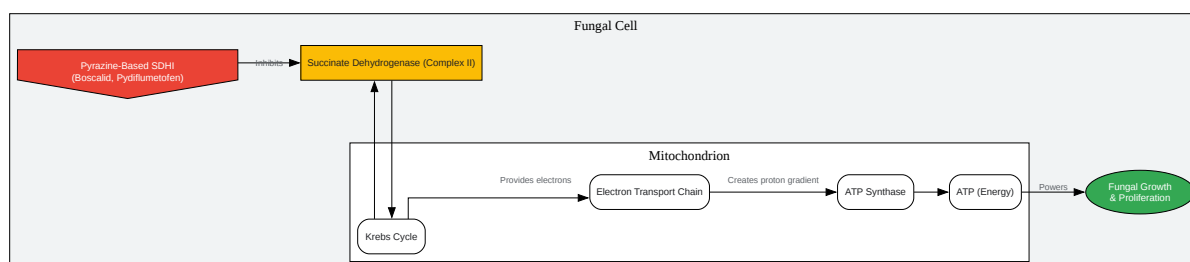 Fungal Cell
Pyrazine-Based SDHI
(Boscalid, Pydiflumetofen)
Inhibits
Succinate Dehydrogenase (Complex II)
Mitochondrion
Provides electrons
Electron Transport Chain
Creates proton gradient
ATP Synthase
ATP (Energy)
Powers
Fungal Growth
& Proliferation
Krebs Cycle